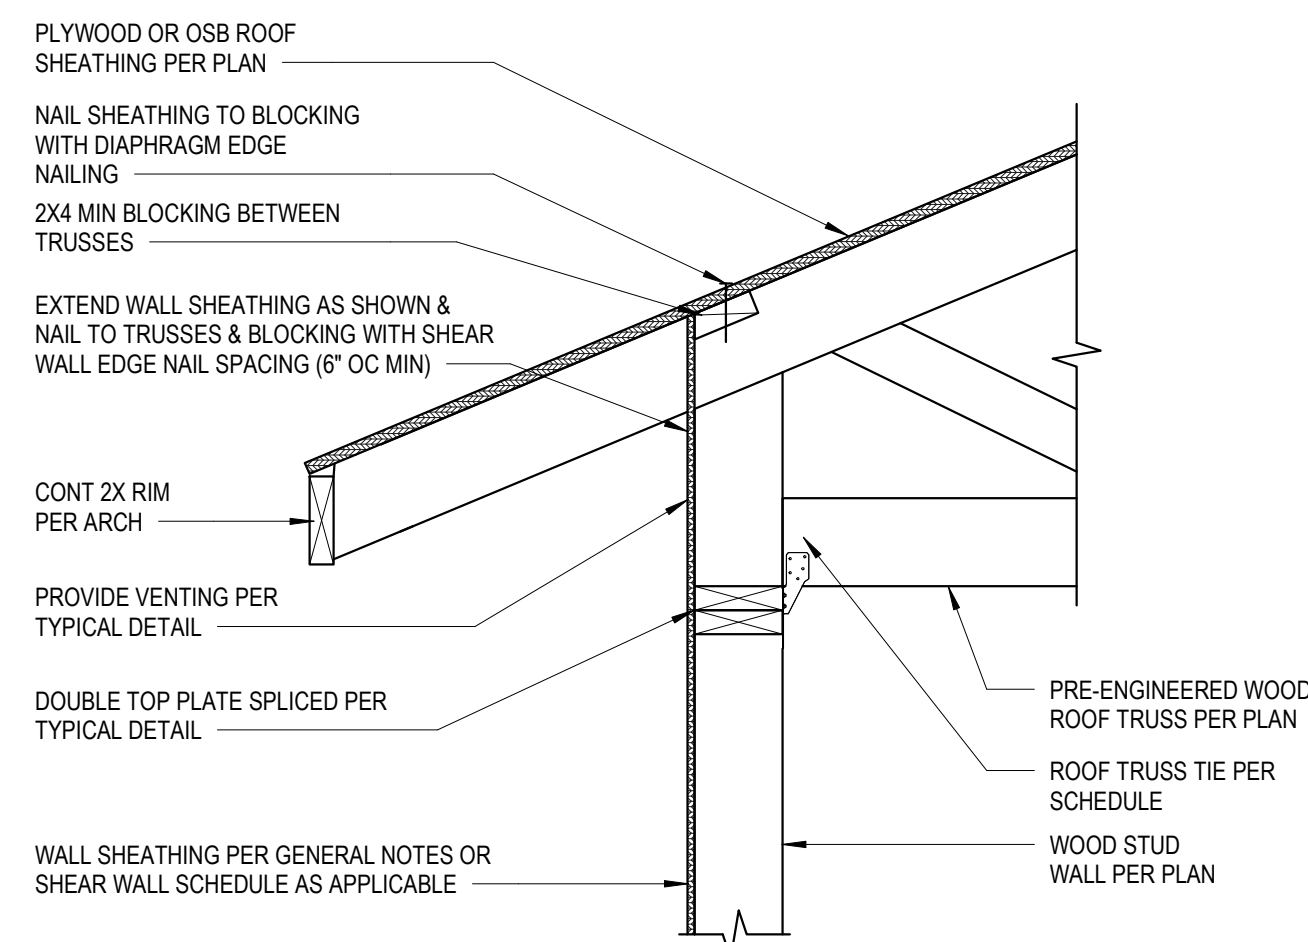 PLYWOOD OR OSB ROOF
SHEATHING PER PLAN
NAIL SHEATHING TO BLOCKING
WITH DIAPHRAGM EDGE
NAILING
2X4 MIN BLOCKING BETWEEN
TRUSSES
EXTEND WALL SHEATHING AS SHOWN &
NAIL TO TRUSSES & BLOCKING WITH SHEAR
WALL EDGE NAIL SPACING (6" OC MIN)
CONT 2X RIM
PER ARCH
PROVIDE VENTING PER
TYPICAL DETAIL
DOUBLE TOP PLATE SPLICED PER
TYPICAL DETAIL
WALL SHEATHING PER GENERAL NOTES OR
SHEAR WALL SCHEDULE AS APPLICABLE
PRE-ENGINEERED WOOD
ROOF TRUSS PER PLAN
ROOF TRUSS TIE PER
SCHEDULE
WOOD STUD
WALL PER PLAN